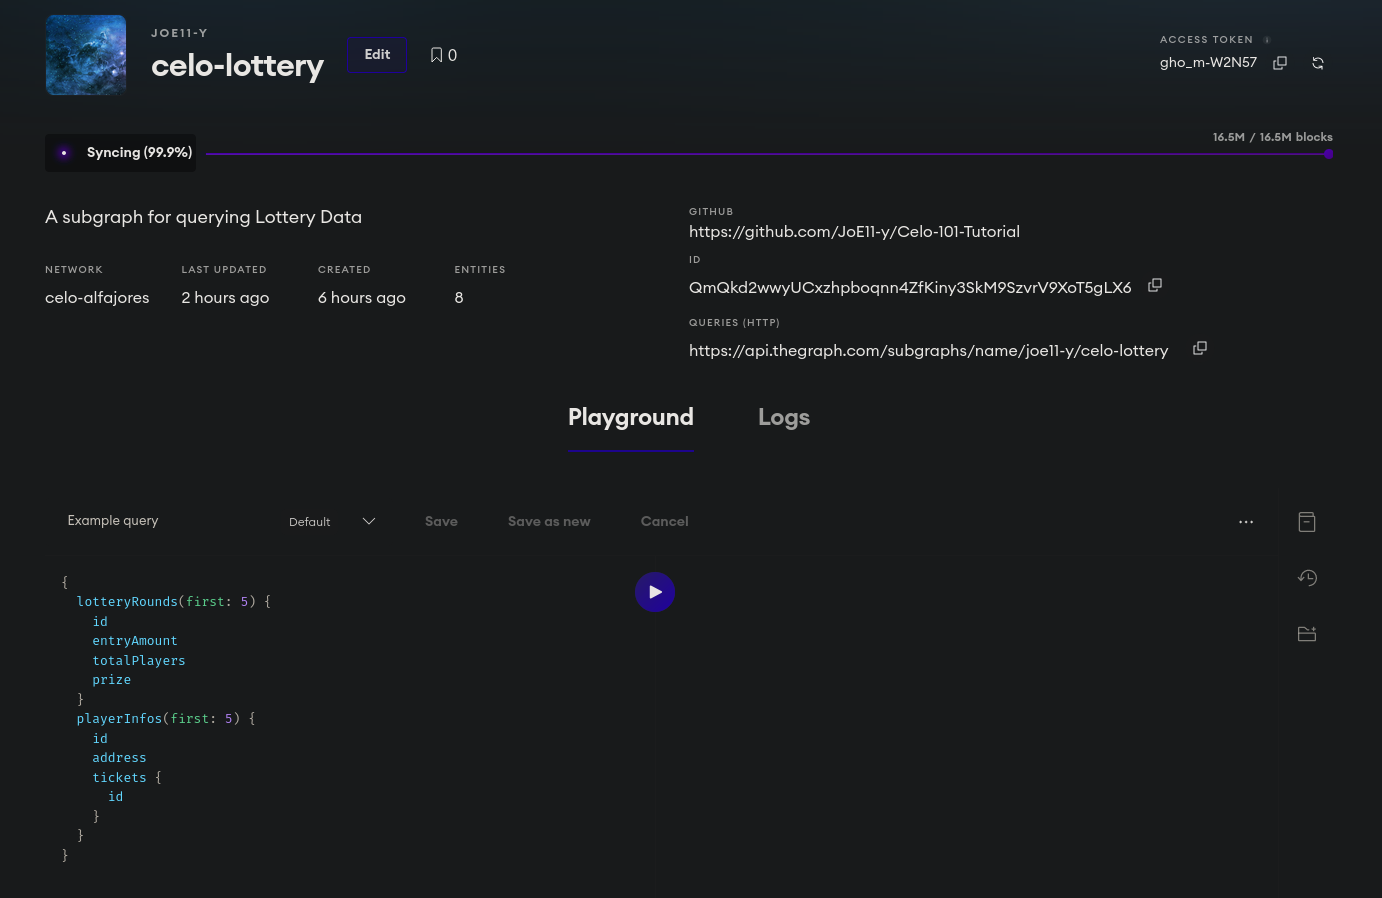 JOE11-Y
celo-lottery
Edit
0
ACCESS TOKEN
gho_m-W2N57
Syncing (99.9%)
16.5M / 16.5M blocks
A subgraph for querying Lottery Data
NETWORK LAST UPDATED CREATED ENTITIES
celo-alfajores 2 hours ago 6 hours ago 8
GITHUB
https://github.com/JoE11-y/Celo-101-Tutorial
ID
QmQkd2wwyUCxzhpboqnn4ZfKiny3SkM9SzvrV9XoT5gLX6
QUERIES (HTTP)
https://api.thegraph.com/subgraphs/name/joe11-y/celo-lottery
Playground Logs
Example query Default Save Save as new Cancel
{
lotteryRounds(first: 5) {
id
entryAmount
totalPlayers
prize
}
playerInfos(first: 5) {
id
address
tickets {
id
}
}
}